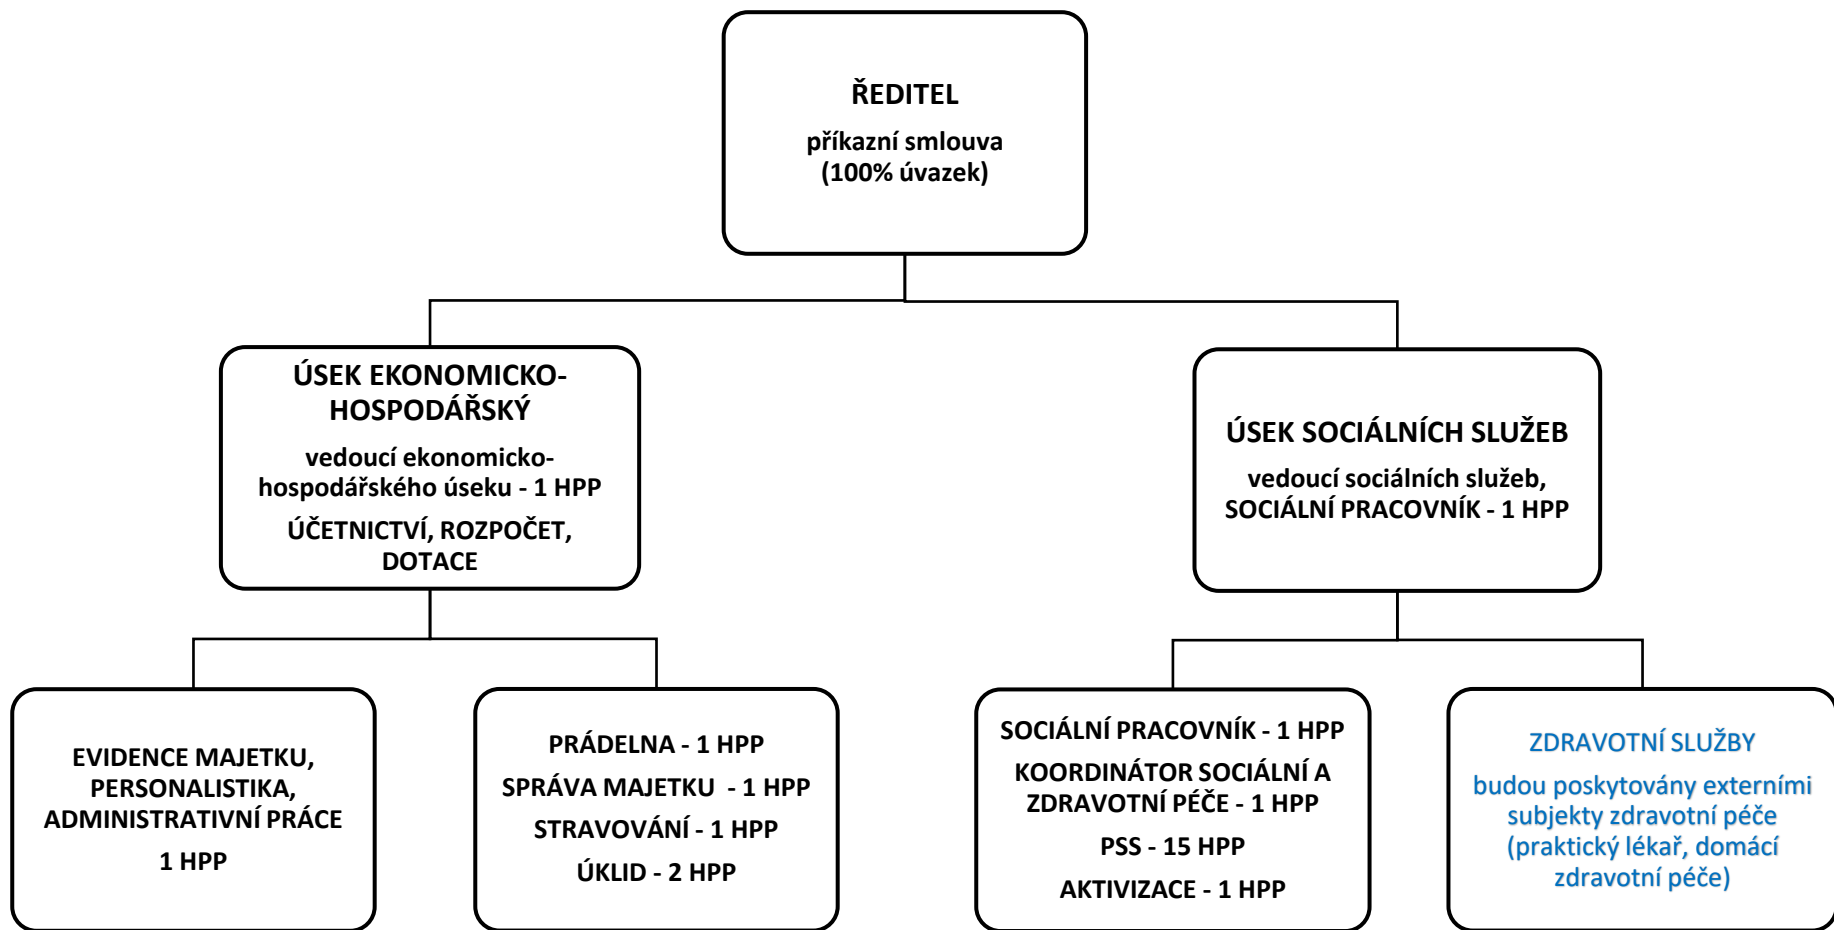 ŘEDITEL
příkazní smlouva
(100% úvazek)
ÚSEK EKONOMICKO-
HOSPODÁŘSKÝ
vedoucí ekonomicko-
hospodářského úseku - 1 HPP
ÚČETNICTVÍ, ROZPOČET,
DOTACE
ÚSEK SOCIÁLNÍCH SLUŽEB
vedoucí sociálních služeb,
SOCIÁLNÍ PRACOVNÍK - 1 HPP
EVIDENCE MAJETKU,
PERSONALISTIKA,
ADMINISTRATIVNÍ PRÁCE
1 HPP
PRÁDELNA - 1 HPP
SPRÁVA MAJETKU - 1 HPP
STRAVOVÁNÍ - 1 HPP
ÚKLID - 2 HPP
SOCIÁLNÍ PRACOVNÍK - 1 HPP
KOORDINÁTOR SOCIÁLNÍ A
ZDRAVOTNÍ PÉČE - 1 HPP
PSS - 15 HPP
AKTIVIZACE - 1 HPP
ZDRAVOTNÍ SLUŽBY
budou poskytovány externími
subjekty zdravotní péče
(praktický lékař, domácí
zdravotní péče)